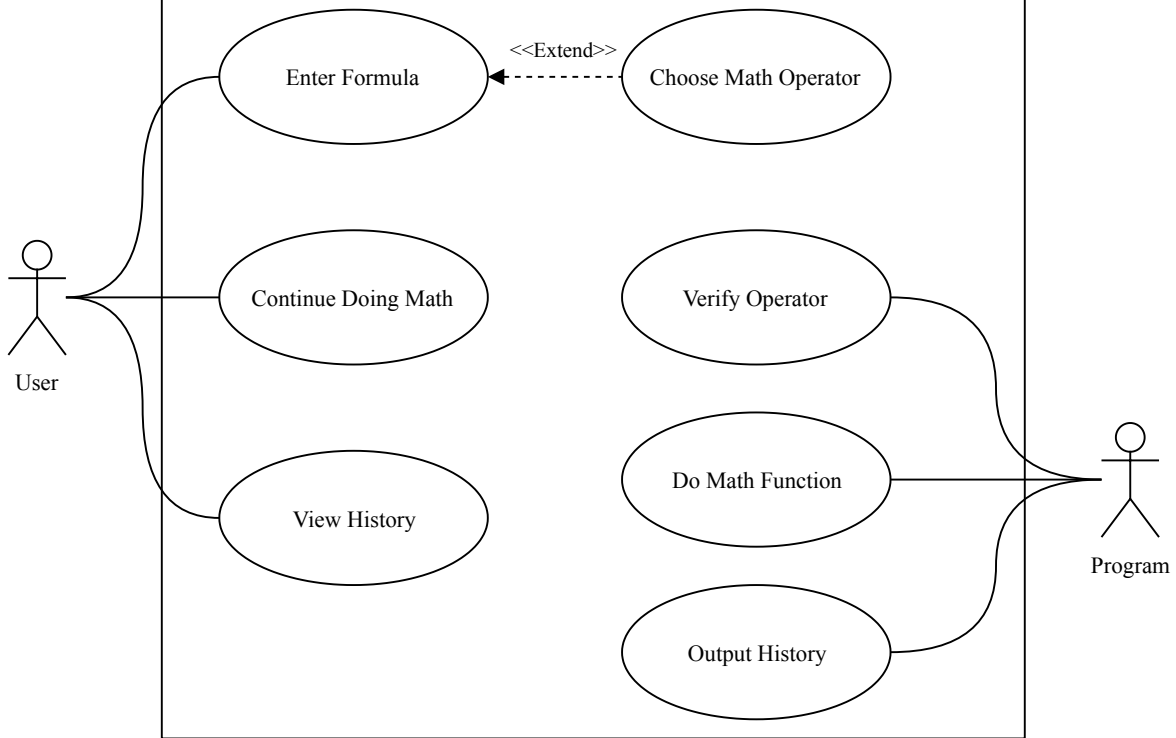 <<Extend>>
Enter Formula
Choose Math Operator
Continue Doing Math
Verify Operator
User
Do Math Function
View History
Program
Output History